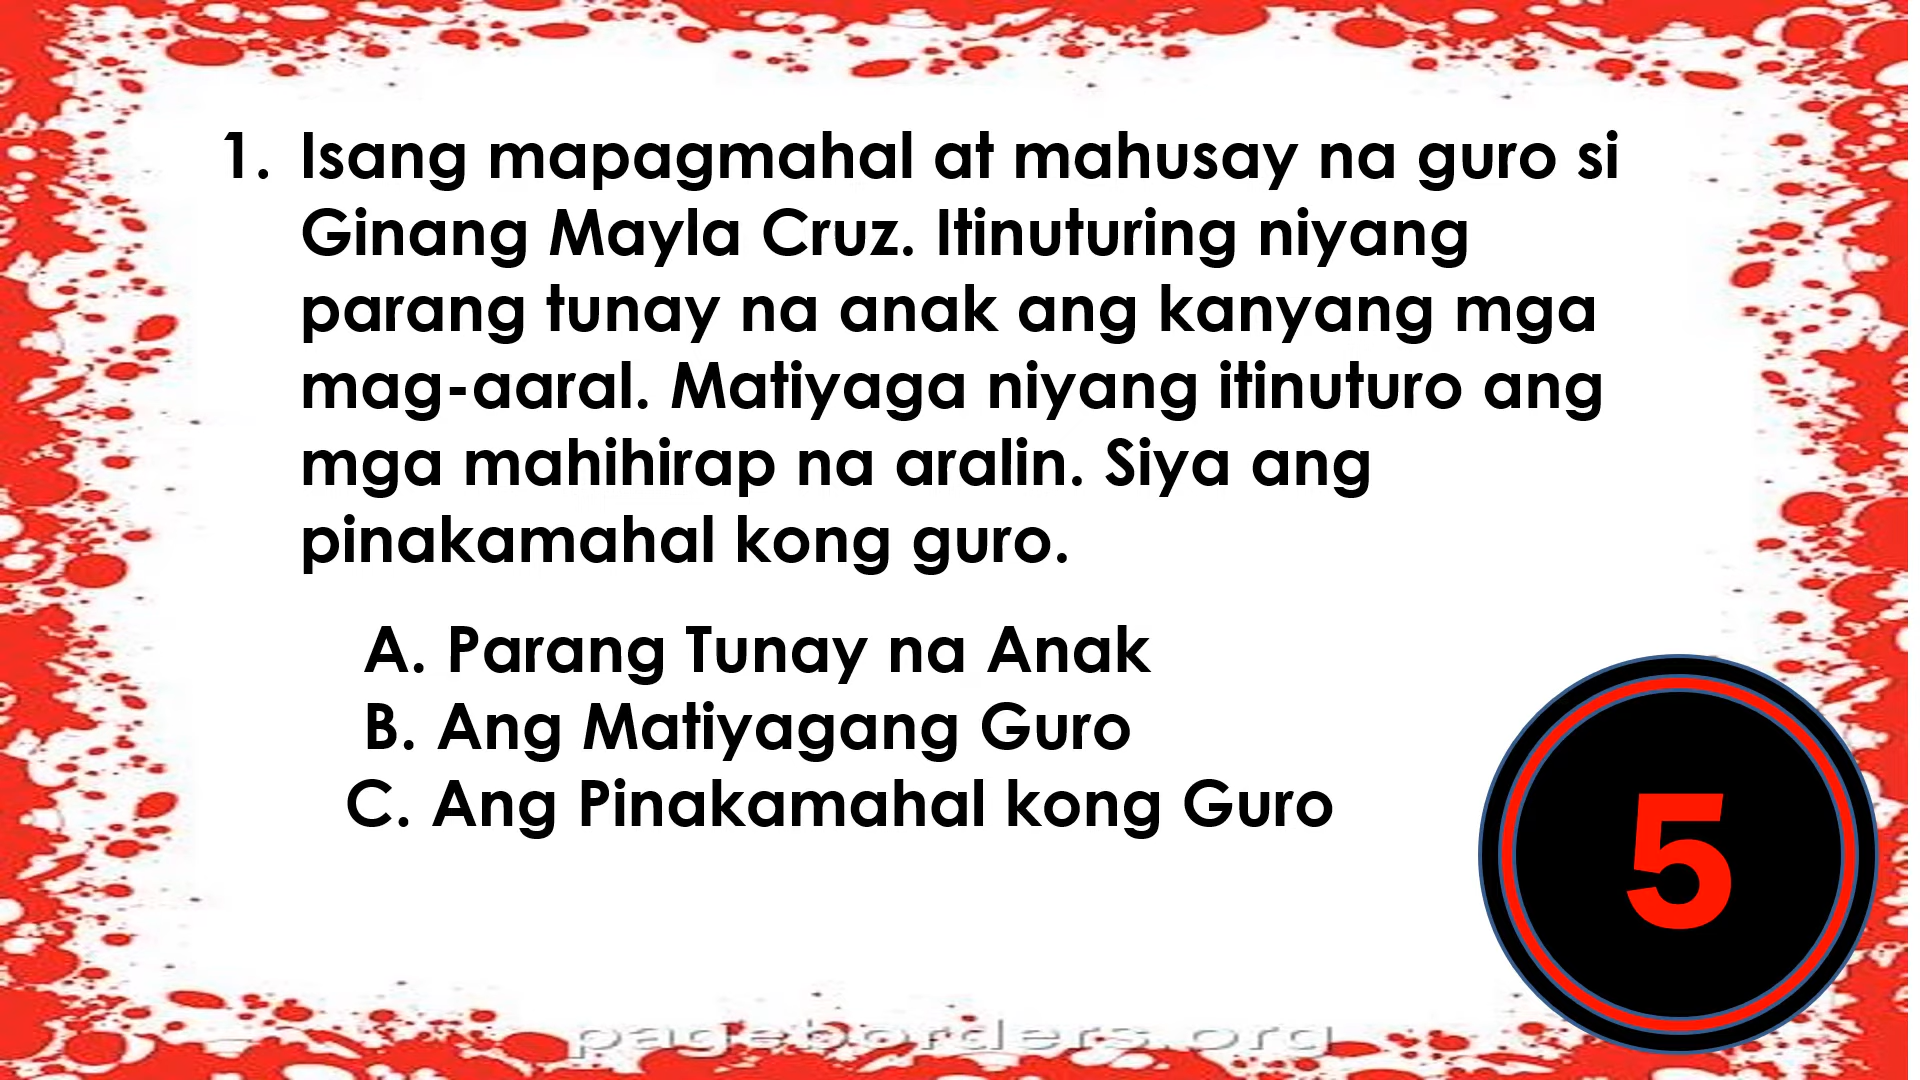 1. Isang mapagmahal at mahusay na guro si
Ginang Mayla Cruz. Itinuturing niyang
parang tunay na anak ang kanyang mga
mag-aaral. Matiyaga niyang itinuturo ang
mga mahihirap na aralin. Siya ang
pinakamahal kong guro.
A. Parang Tunay na Anak
B. Ang Matiyagang Guro
C. Ang Pinakamahal kong Guro
5
pageborders.org